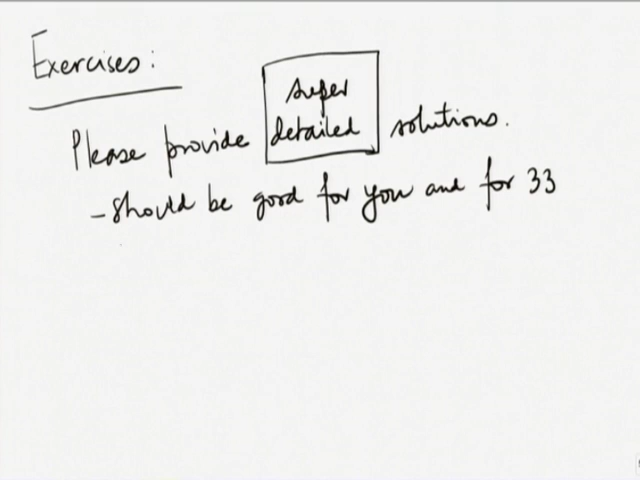 Exercises:
Please provide super detailed solutions.
- should be good for you and for 33